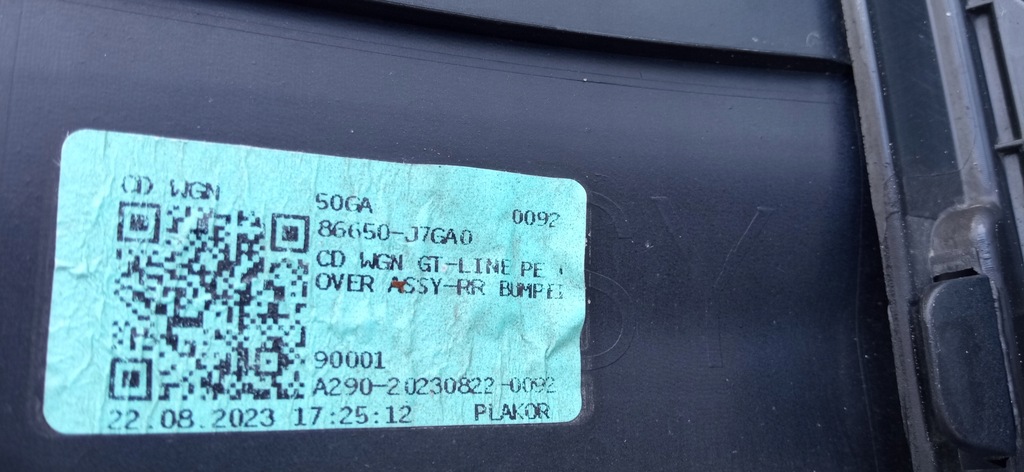 CD WGN
50GA
0092
86650-J7GA0
CD WGN GT-LINE PE
OVER ASSY-RR BUMPE
90001
A290-20230822-0092
22.08.2023 17:25:12
PLAKOR